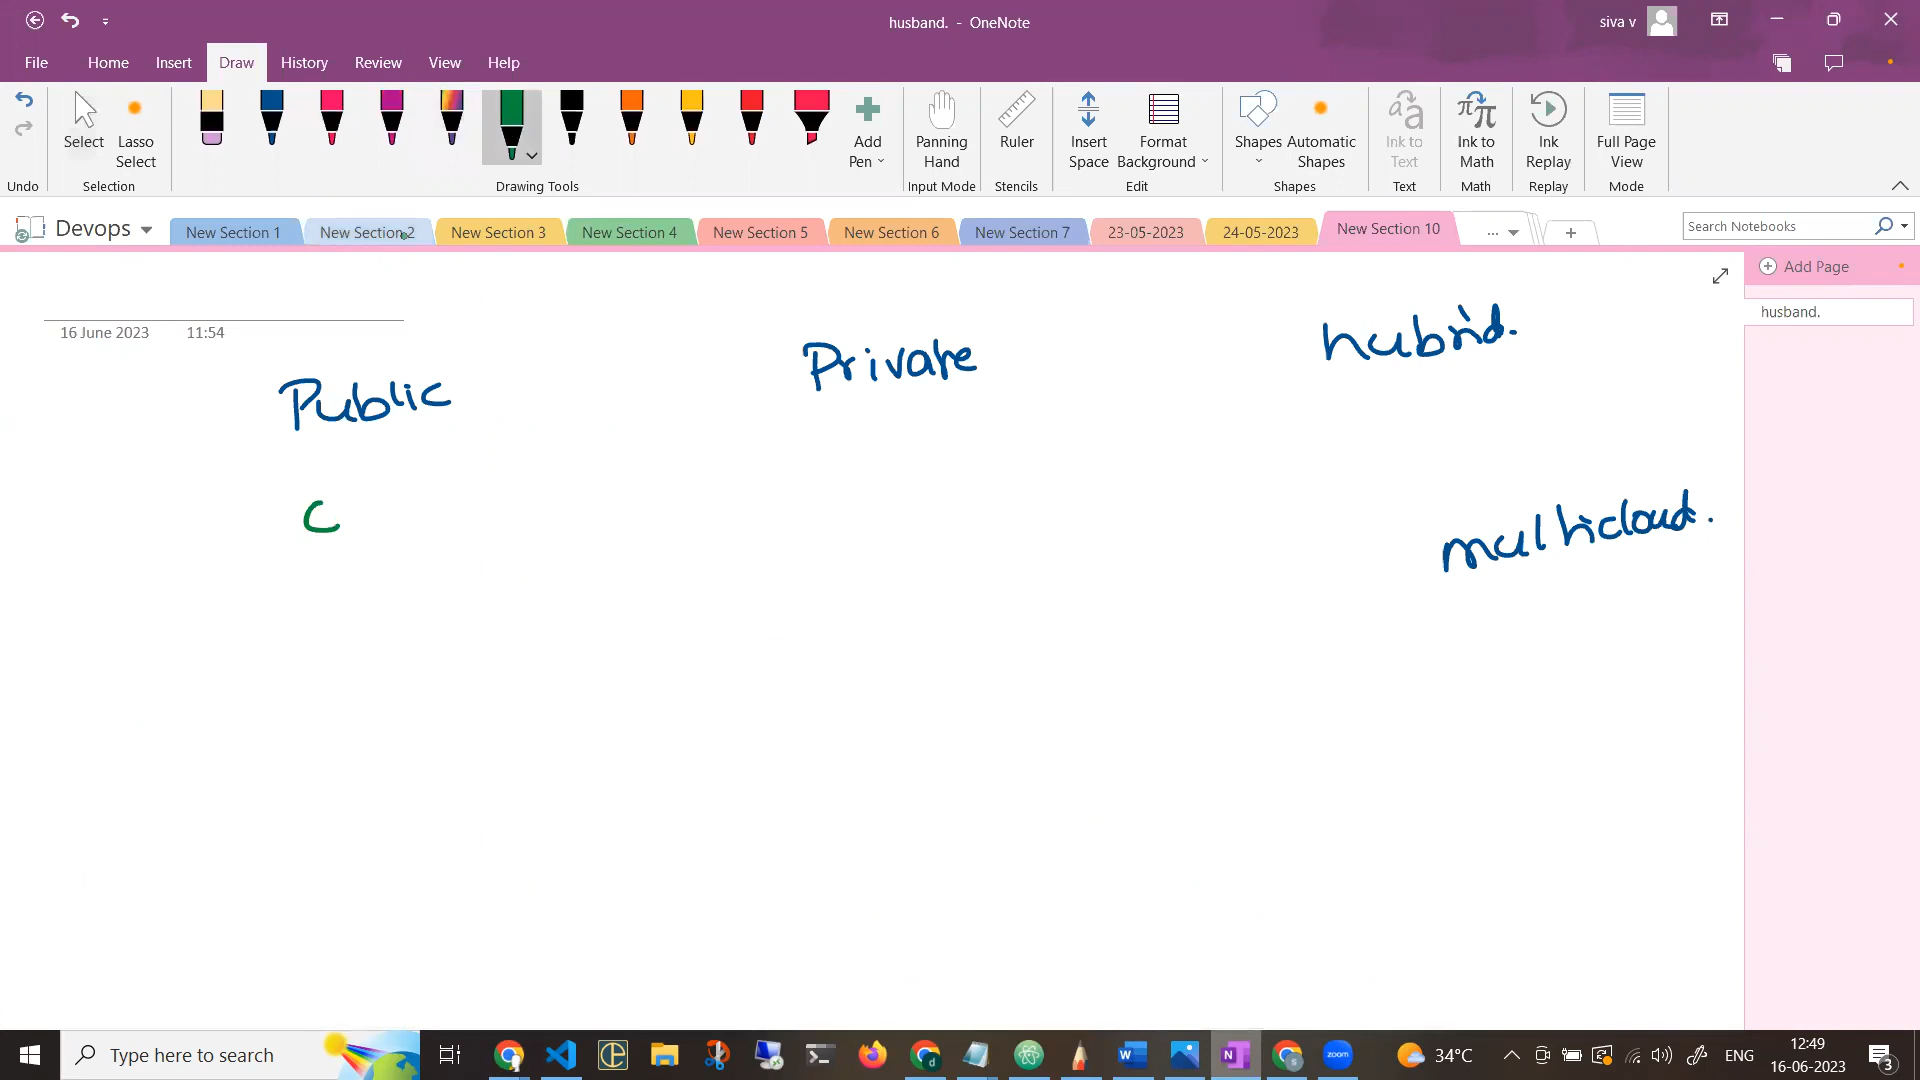 husband. - OneNote
siva v
File Home Insert Draw History Review View Help
Select
Lasso Select
Add Pen
Panning Hand
Ruler
Insert Space
Format Background
Shapes
Automatic Shapes
Ink to Text
Ink to Math
Ink Replay
Full Page View
Undo Selection Drawing Tools Input Mode Stencils Edit Shapes Text Math Replay Mode
Devops New Section 1 New Section 2 New Section 3 New Section 4 New Section 5 New Section 6 New Section 7 23-05-2023 24-05-2023 New Section 10 ... Search Notebooks
Add Page
husband.
16 June 2023 11:54
hubrid.
Private
Public
C
multicloud.
Type here to search
zoom
34°C
ENG
12:49
16-06-2023
3